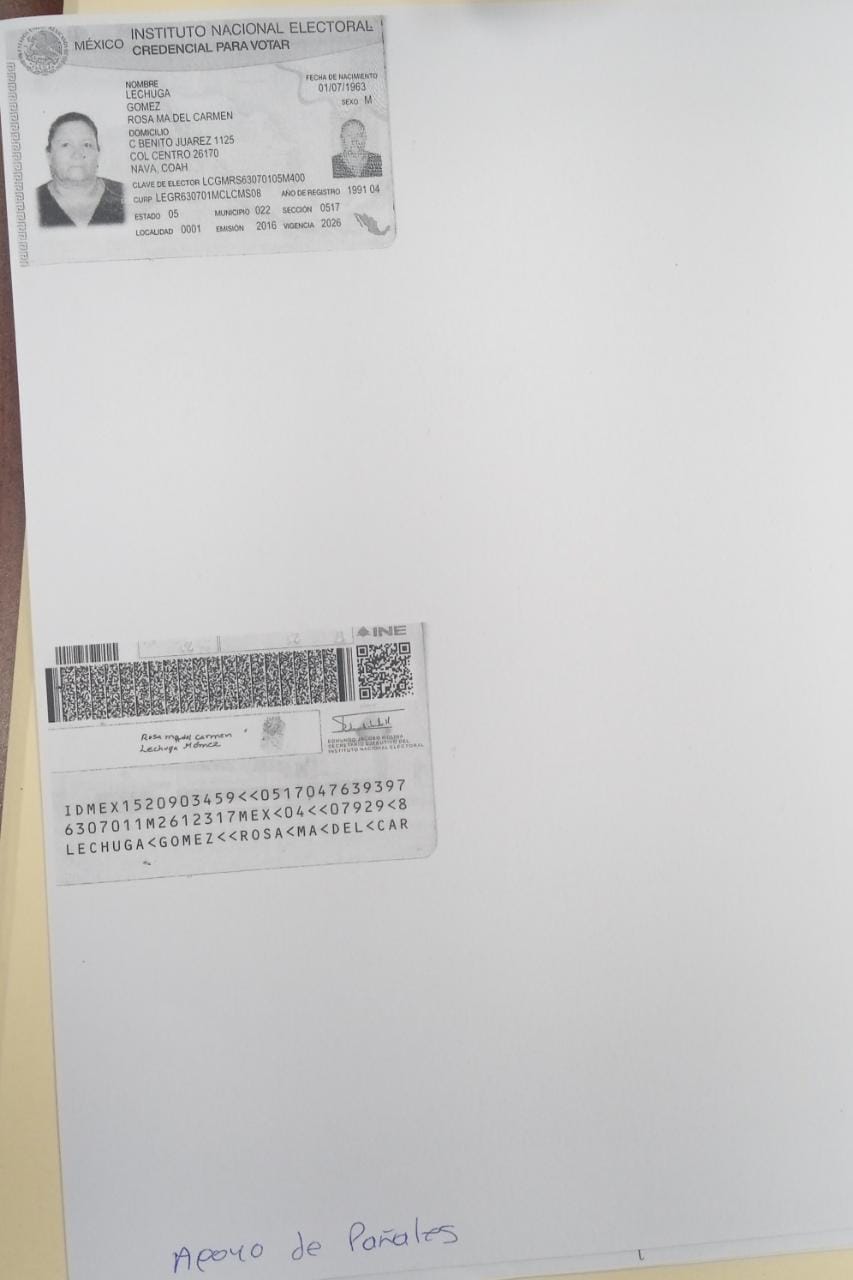 MÉXICO INSTITUTO NACIONAL ELECTORAL
CREDENCIAL PARA VOTAR
NOMBRE
LECHUGA
GOMEZ
ROSA MA DEL CARMEN
FECHA DE NACIMIENTO
01/07/1963
SEXO M
DOMICILIO
C BENITO JUAREZ 1125
COL CENTRO 26170
NAVA, COAH
CLAVE DE ELECTOR LCGMRS63070105M400
CURP LEGR630701MCLCMS08 AÑO DE REGISTRO 1991 04
ESTADO 05 MUNICIPIO 022 SECCIÓN 0517
LOCALIDAD 0001 EMISIÓN 2016 VIGENCIA 2026
INE
Rosa ma del Carmen
Lechuga
EDMUNDO JACOBO MOLINA
SECRETARIO EJECUTIVO DEL
INSTITUTO NACIONAL ELECTORAL
IDMEX1520903459<<0517047639397
6307011M2612317MEX<04<<07929<8
LECHUGA<GOMEZ<<ROSA<MA<DEL<CAR
Apoyo de Pañales